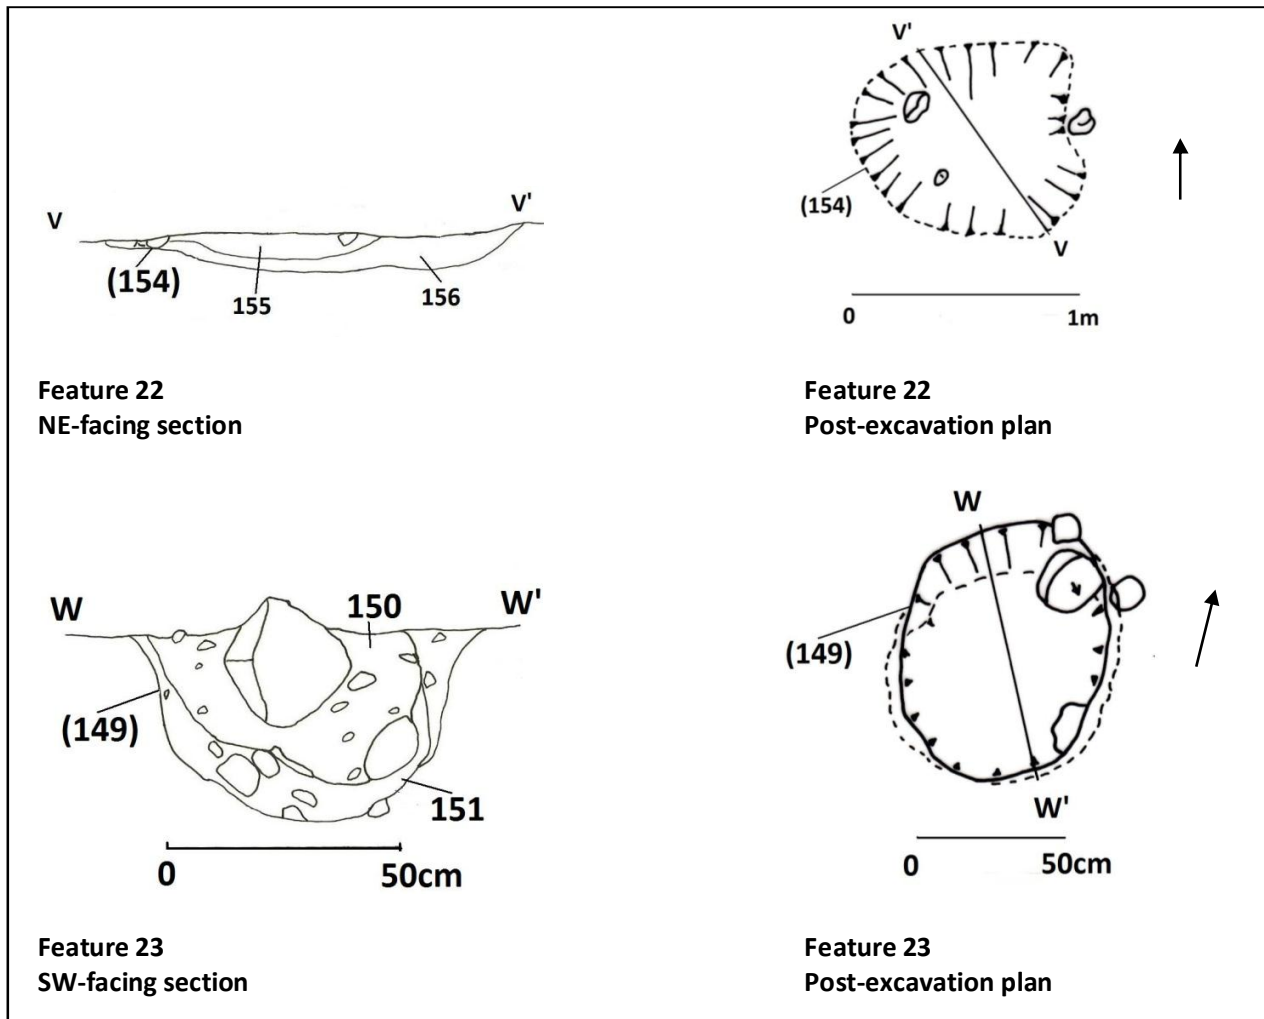 V
V'
(154)
155
156
Feature 22
NE-facing section
V'
(154)
V
0
1m
Feature 22
Post-excavation plan
W
150
W'
(149)
151
0
50cm
Feature 23
SW-facing section
W
(149)
W'
0
50cm
Feature 23
Post-excavation plan